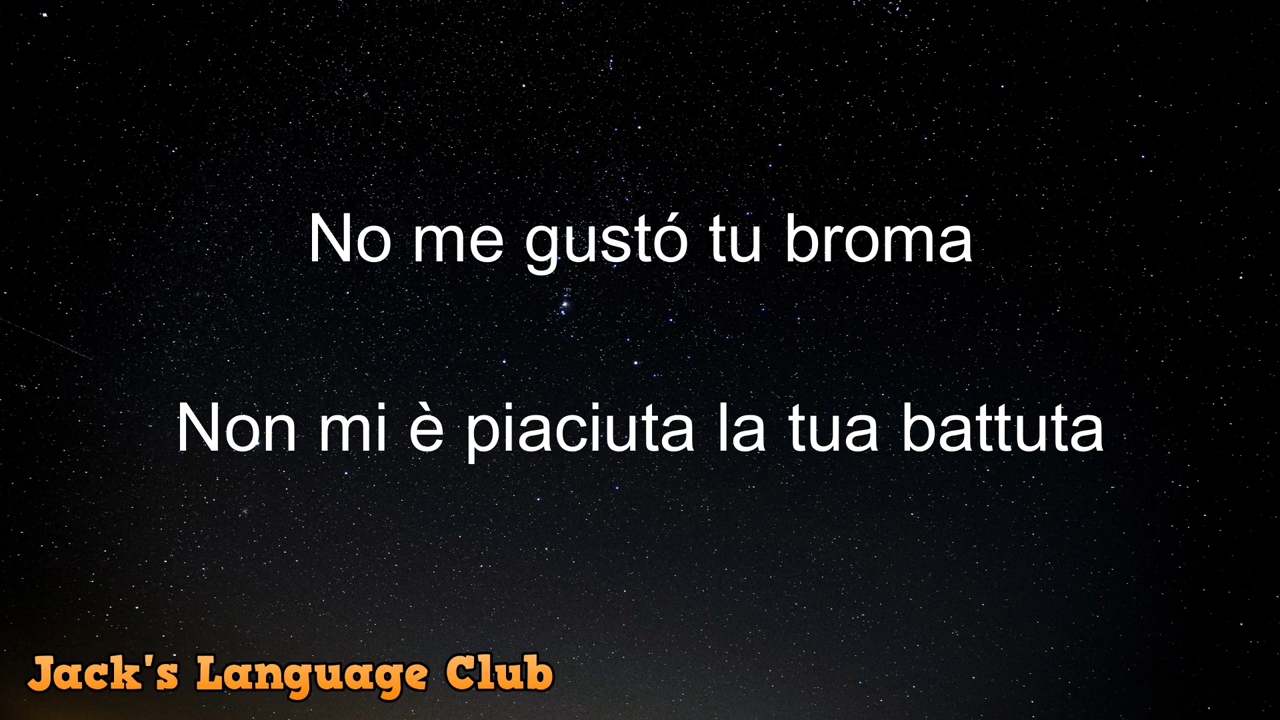 No me gustó tu broma
Non mi è piaciuta la tua battuta
Jack's Language Club